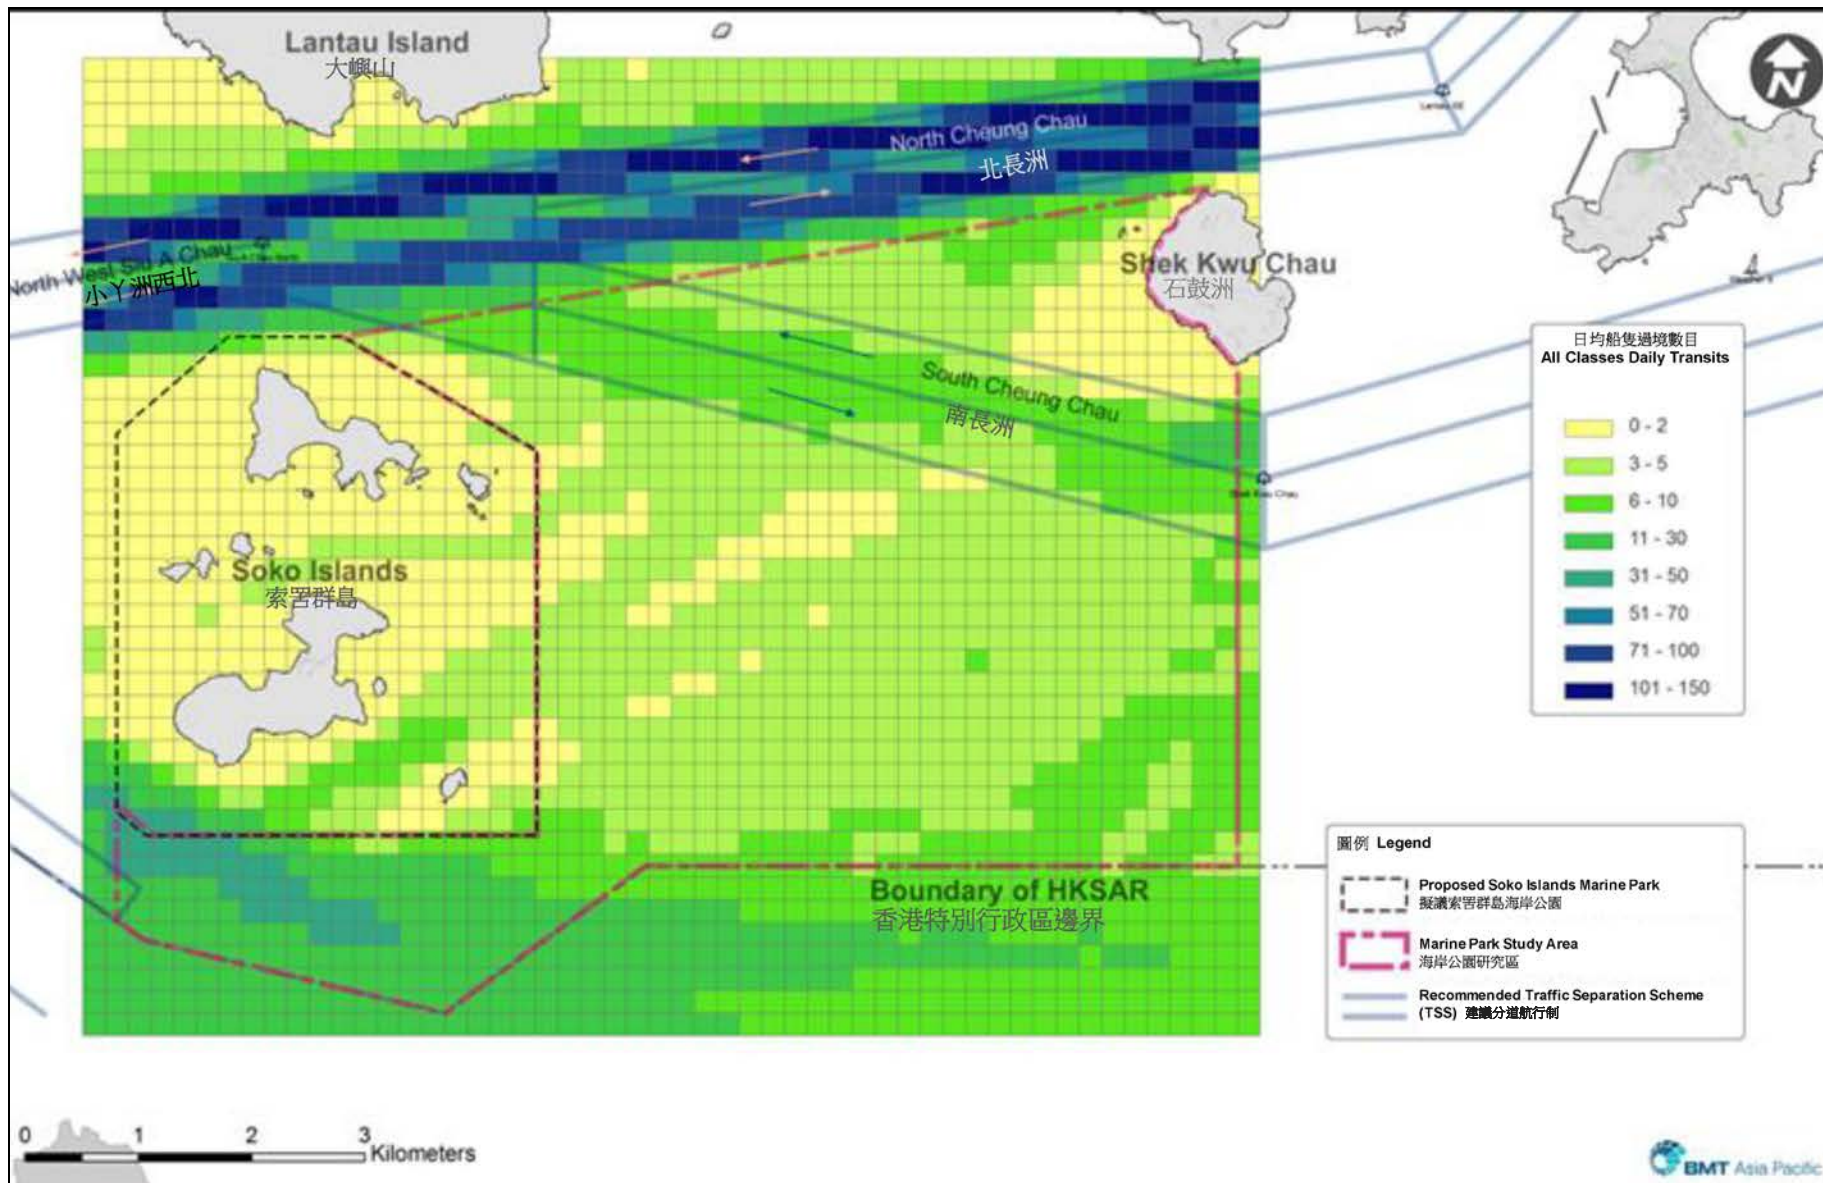 Lantau Island
大嶼山
North Cheung Chau
北長洲
North West Siu A Chau
小丫洲西北
Shek Kwu Chau
石鼓洲
South Cheung Chau
南長洲
Shek Kwu Chau
Soko Islands
索罟群島
Boundary of HKSAR
香港特別行政區邊界
N
日均船隻過境數目
All Classes Daily Transits
0 - 2
3 - 5
6 - 10
11 - 30
31 - 50
51 - 70
71 - 100
101 - 150
圖例 Legend
Proposed Soko Islands Marine Park
擬議索罟群島海岸公園
Marine Park Study Area
海岸公園研究區
Recommended Traffic Separation Scheme
(TSS) 建議分道航行制
0 1 2 3
Kilometers
BMT Asia Pacific